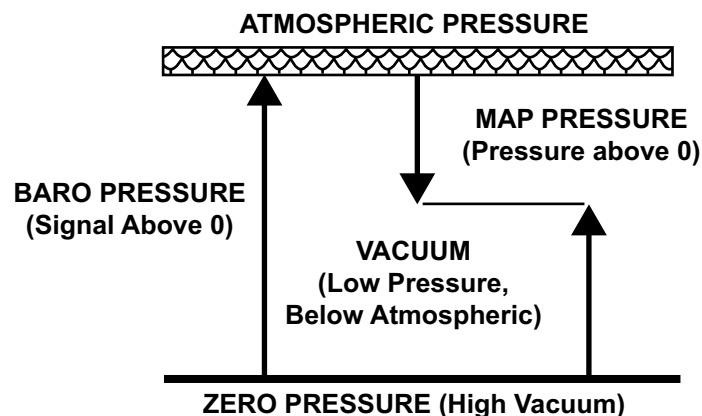 ATMOSPHERIC PRESSURE
MAP PRESSURE
(Pressure above 0)
BARO PRESSURE
(Signal Above 0)
VACUUM
(Low Pressure,
Below Atmospheric)
ZERO PRESSURE (High Vacuum)